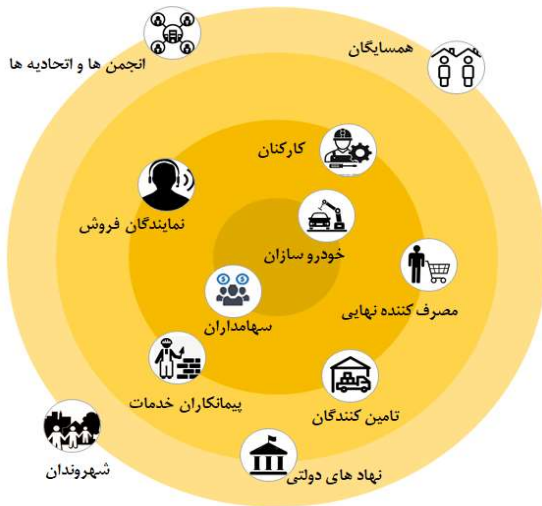 همسایگان
انجمن ها و اتحادیه ها
کارکنان
نمایندگان فروش
خودرو سازان
مصرف کننده نهایی
سهامداران
پیمانکاران خدمات
تامین کنندگان
شهروندان
نهاد های دولتی